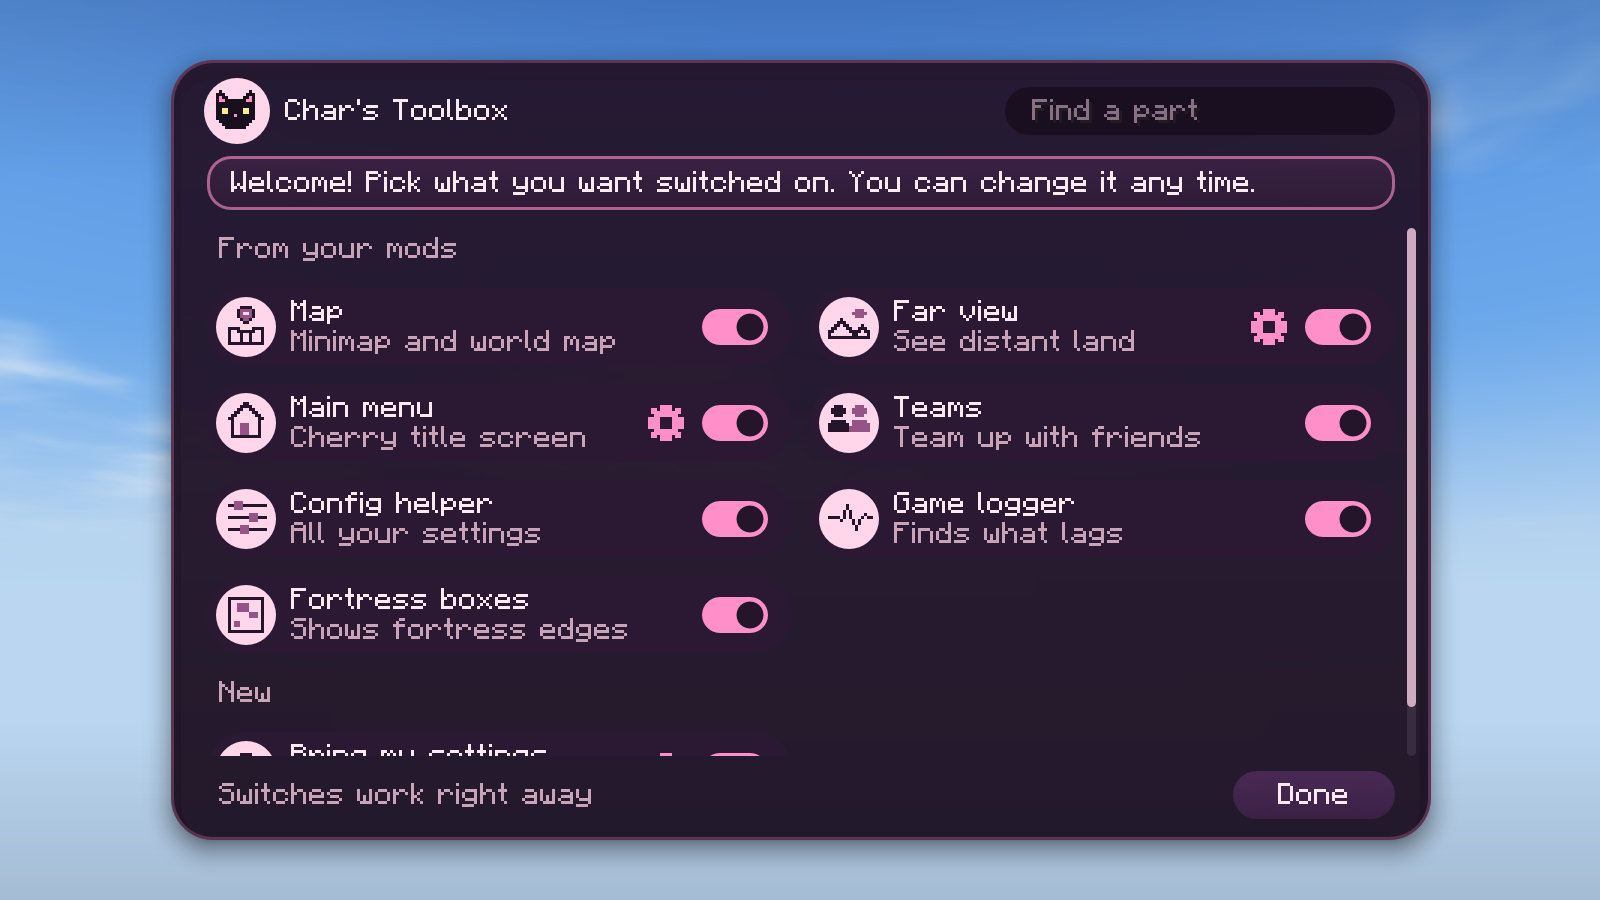 Char's Toolbox
Find a part
Welcome! Pick what you want switched on. You can change it any time.
From your mods
Map
Minimap and world map
Far view
See distant land
Main menu
Cherry title screen
Teams
Team up with friends
Config helper
All your settings
Game logger
Finds what lags
Fortress boxes
Shows fortress edges
New
Bring my settings
Switches work right away
Done